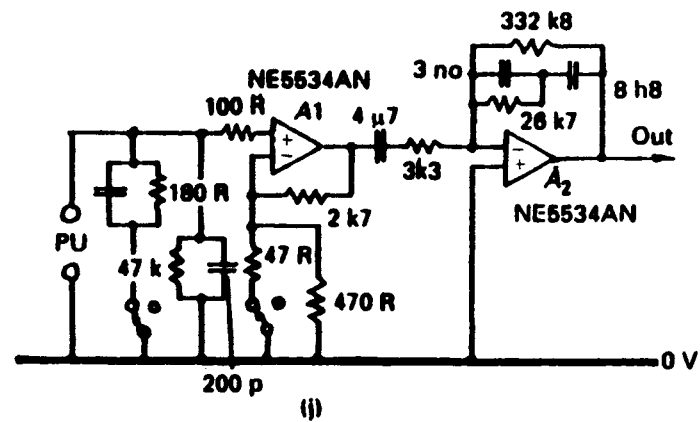 332 k8
3 no
8 h8
26 k7
NE5534AN
100 R
A1
4 µ7
3k3
Out
A2
NE5534AN
2 k7
180 R
PU
47 k
47 R
470 R
200 p
0 V
(j)